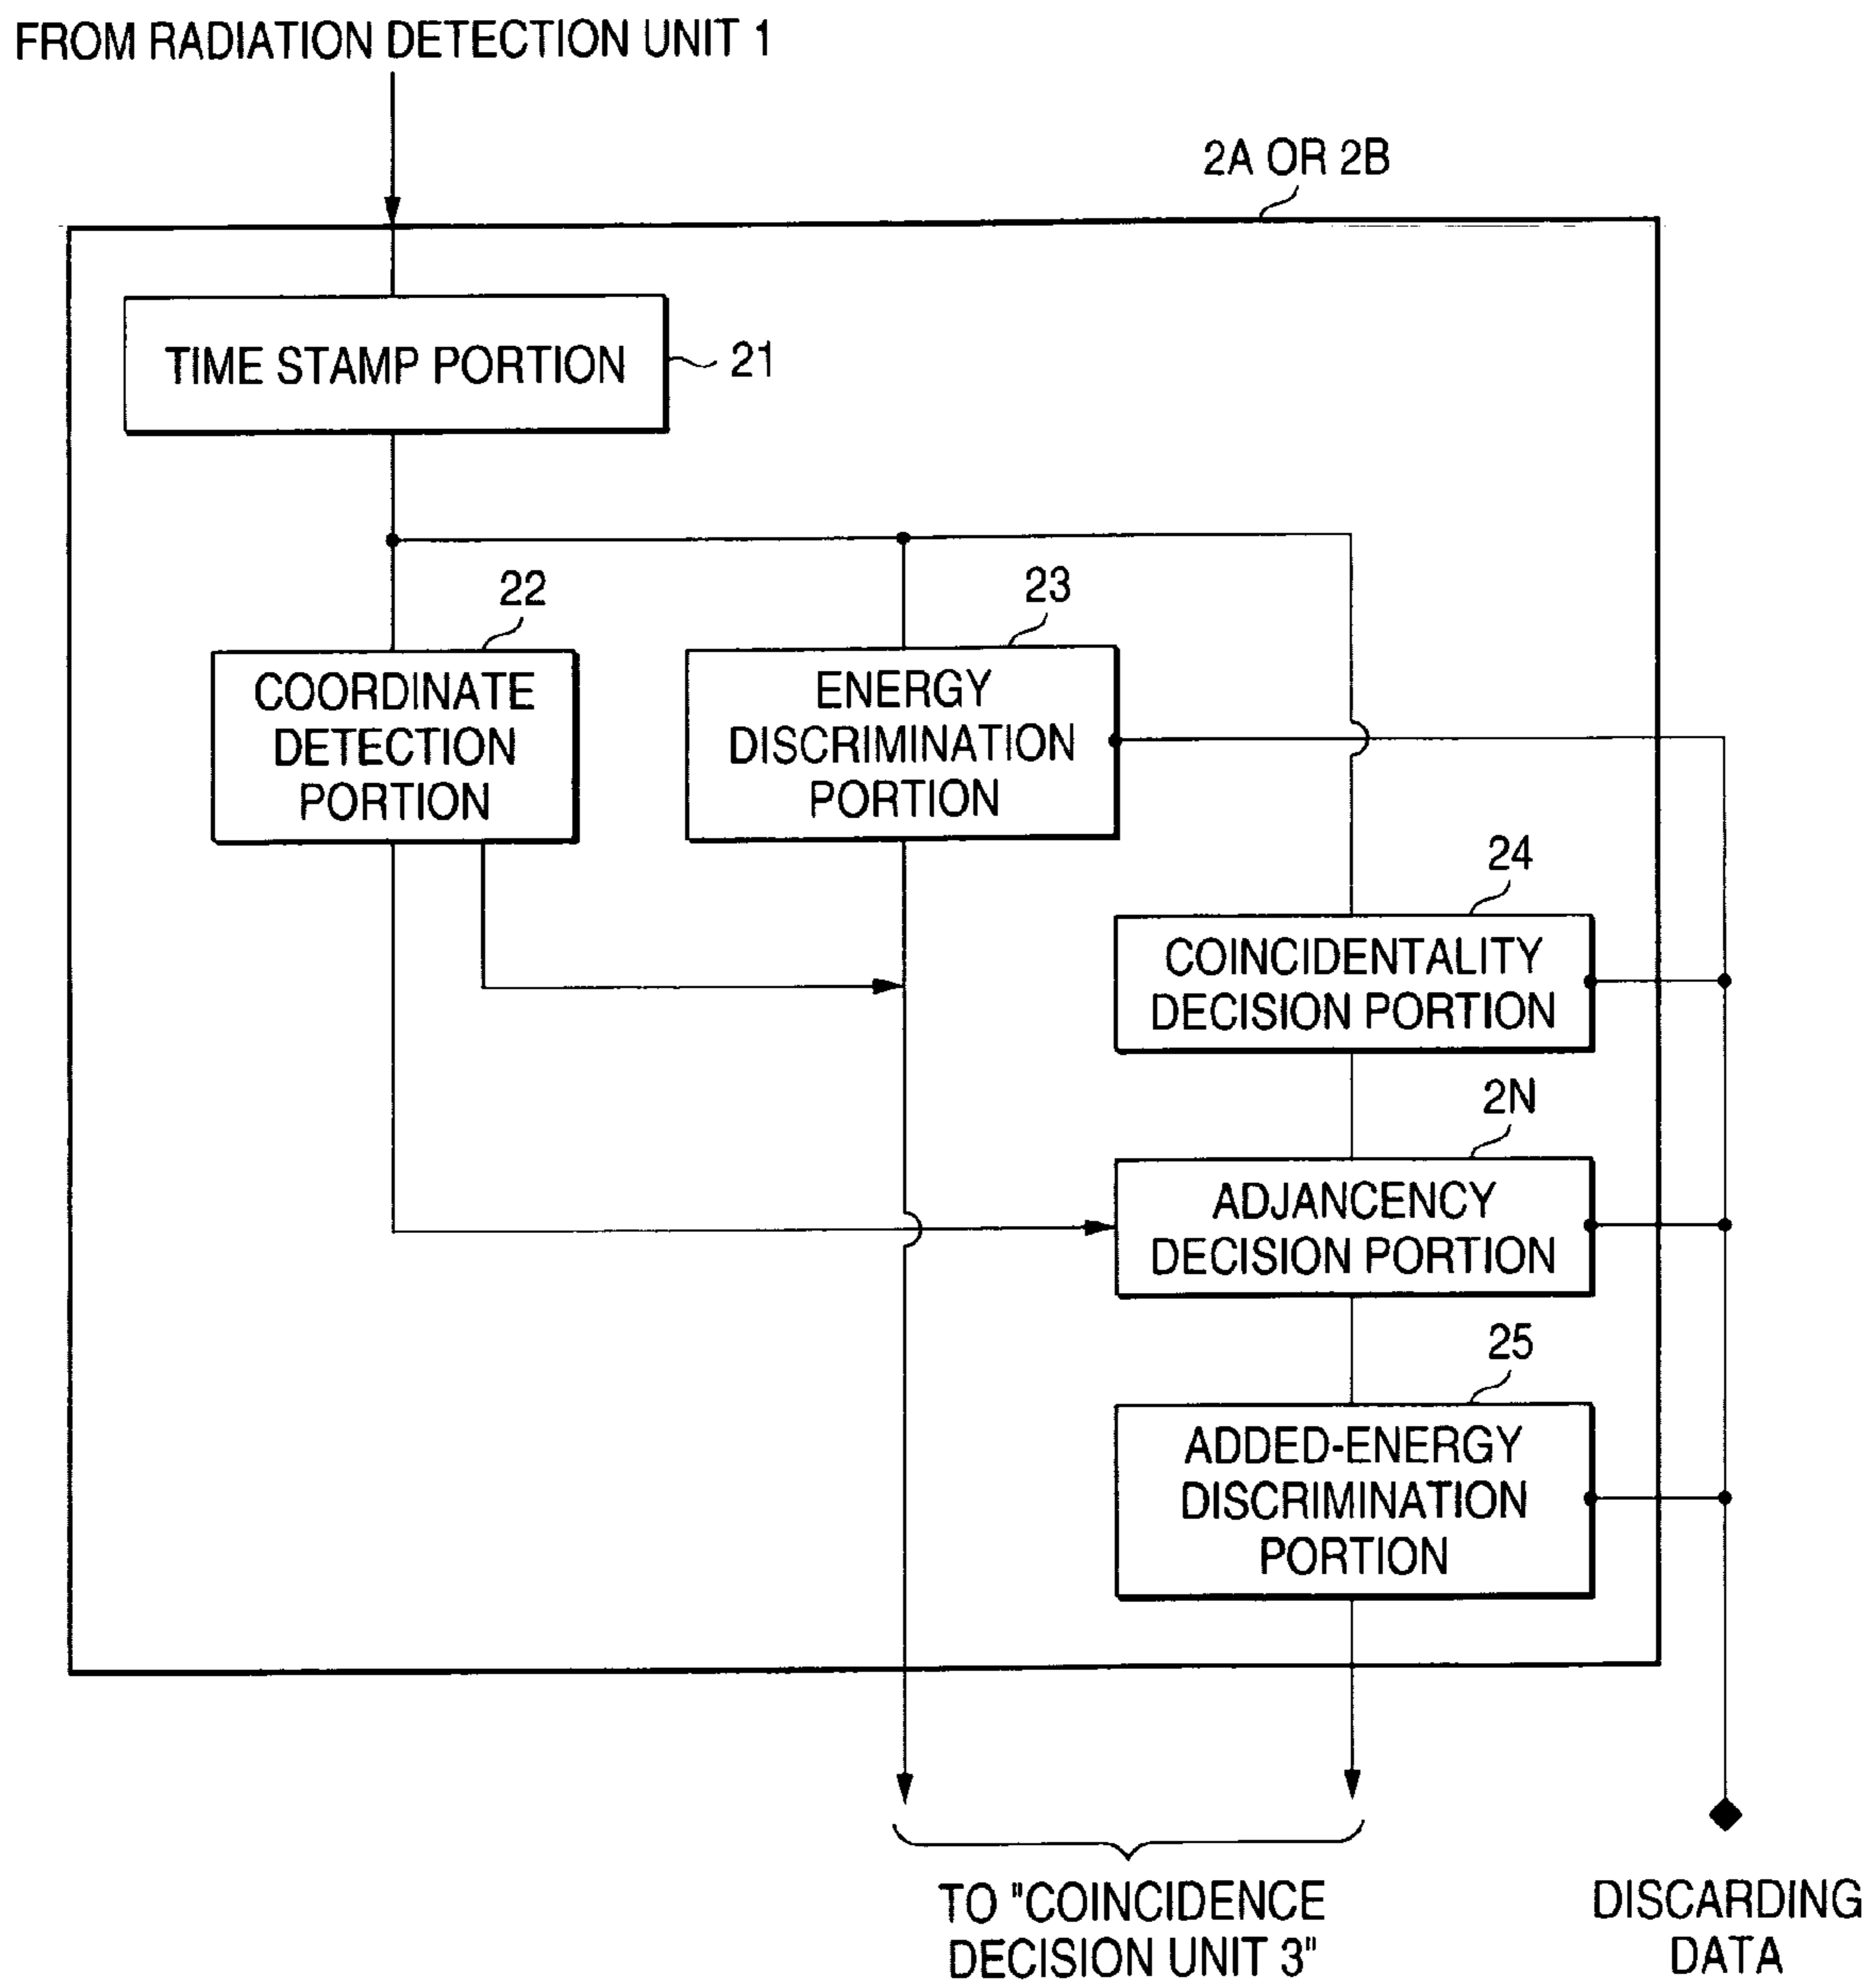 FROM RADIATION DETECTION UNIT 1
2A OR 2B
TIME STAMP PORTION
21
22
23
COORDINATE
DETECTION
PORTION
ENERGY
DISCRIMINATION
PORTION
24
COINCIDENTALITY
DECISION PORTION
2N
ADJANCENCY
DECISION PORTION
25
ADDED-ENERGY
DISCRIMINATION
PORTION
TO "COINCIDENCE
DECISION UNIT 3"
DISCARDING
DATA